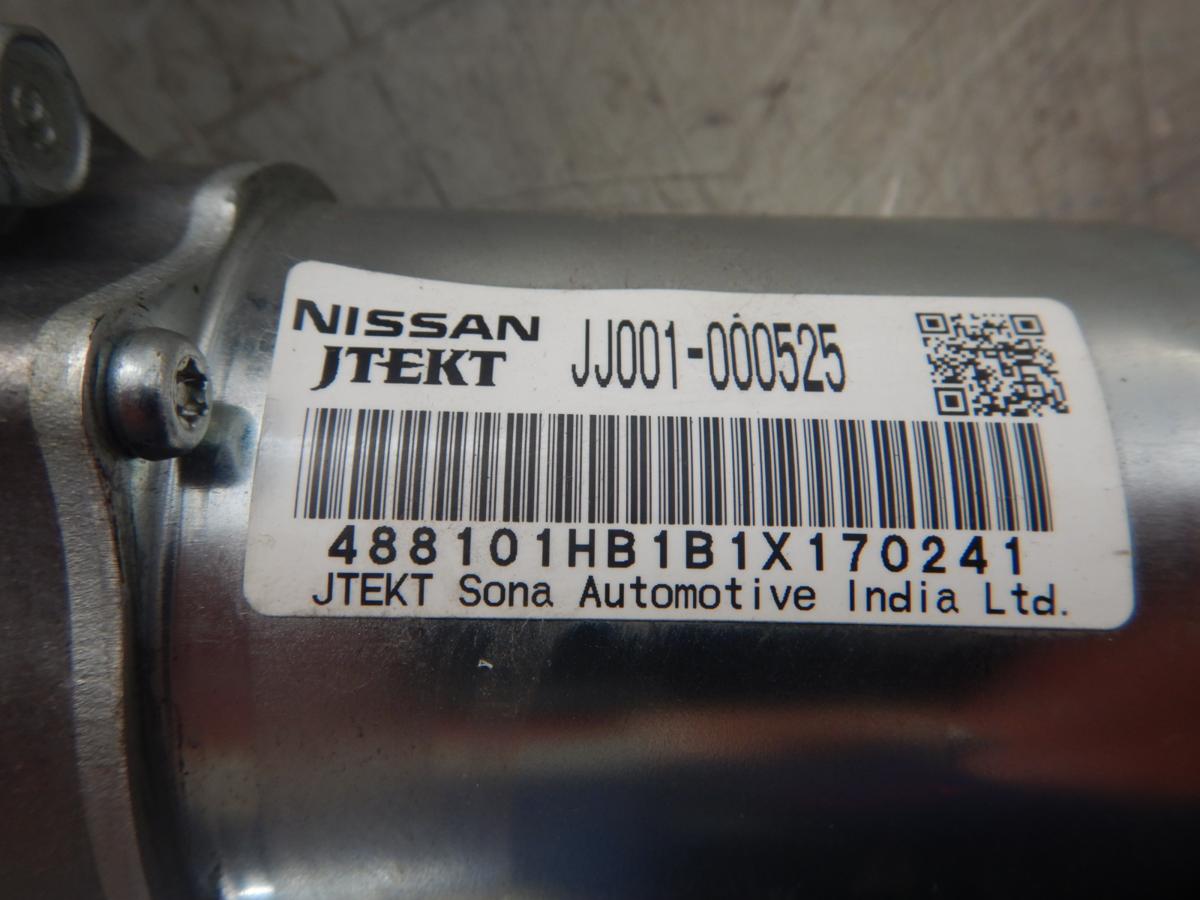 NISSAN
JTEKT
JJ001-000525
488101HB1B1X170241
JTEKT Sona Automotive India Ltd.